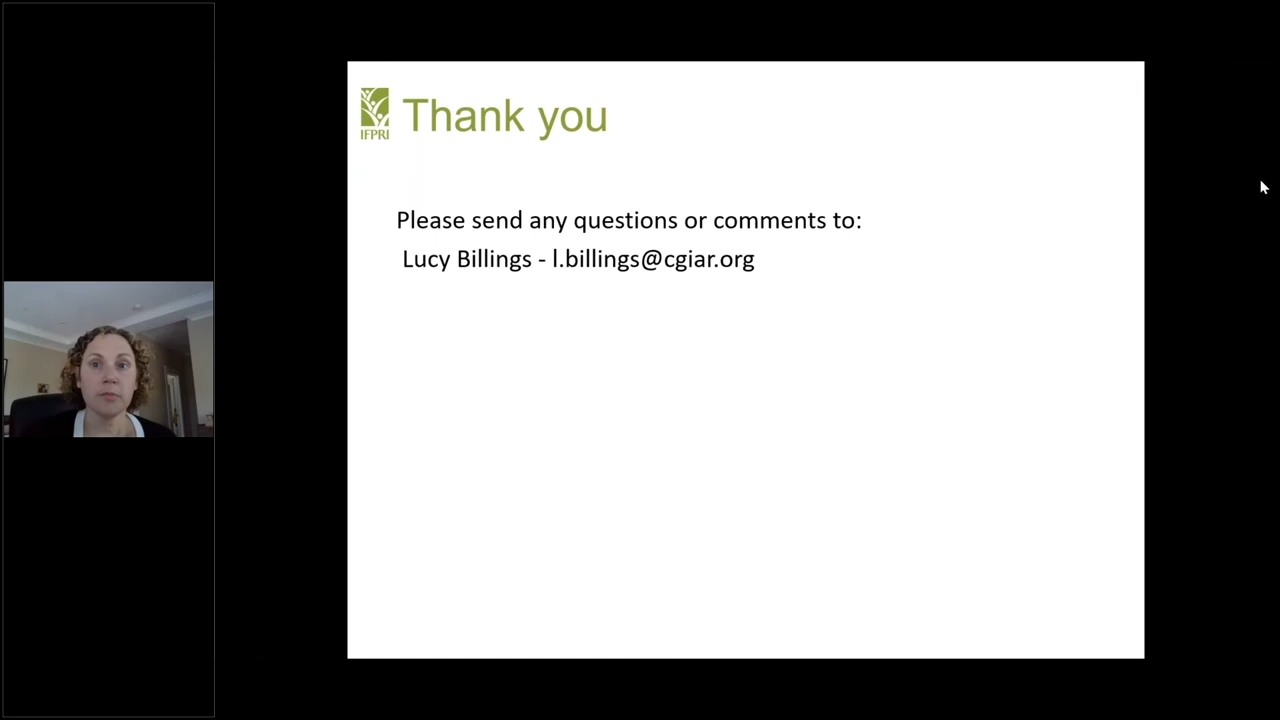 IFPRI
Thank you
Please send any questions or comments to:
Lucy Billings - l.billings@cgiar.org